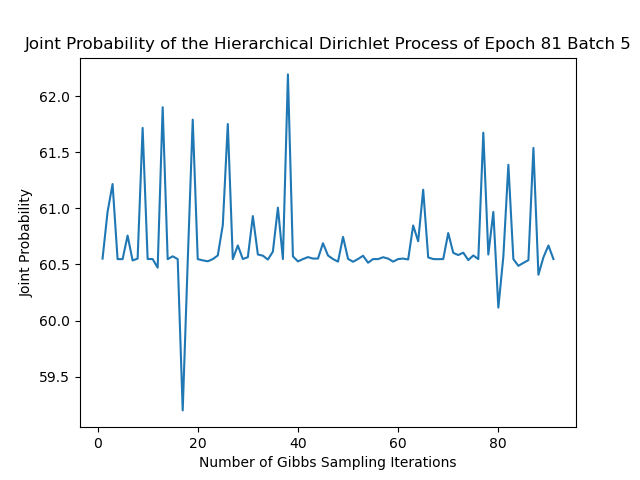 Joint Probability of the Hierarchical Dirichlet Process of Epoch 81 Batch 5
62.0
61.5
61.0
60.5
60.0
59.5
Joint Probability
0 20 40 60 80
Number of Gibbs Sampling Iterations